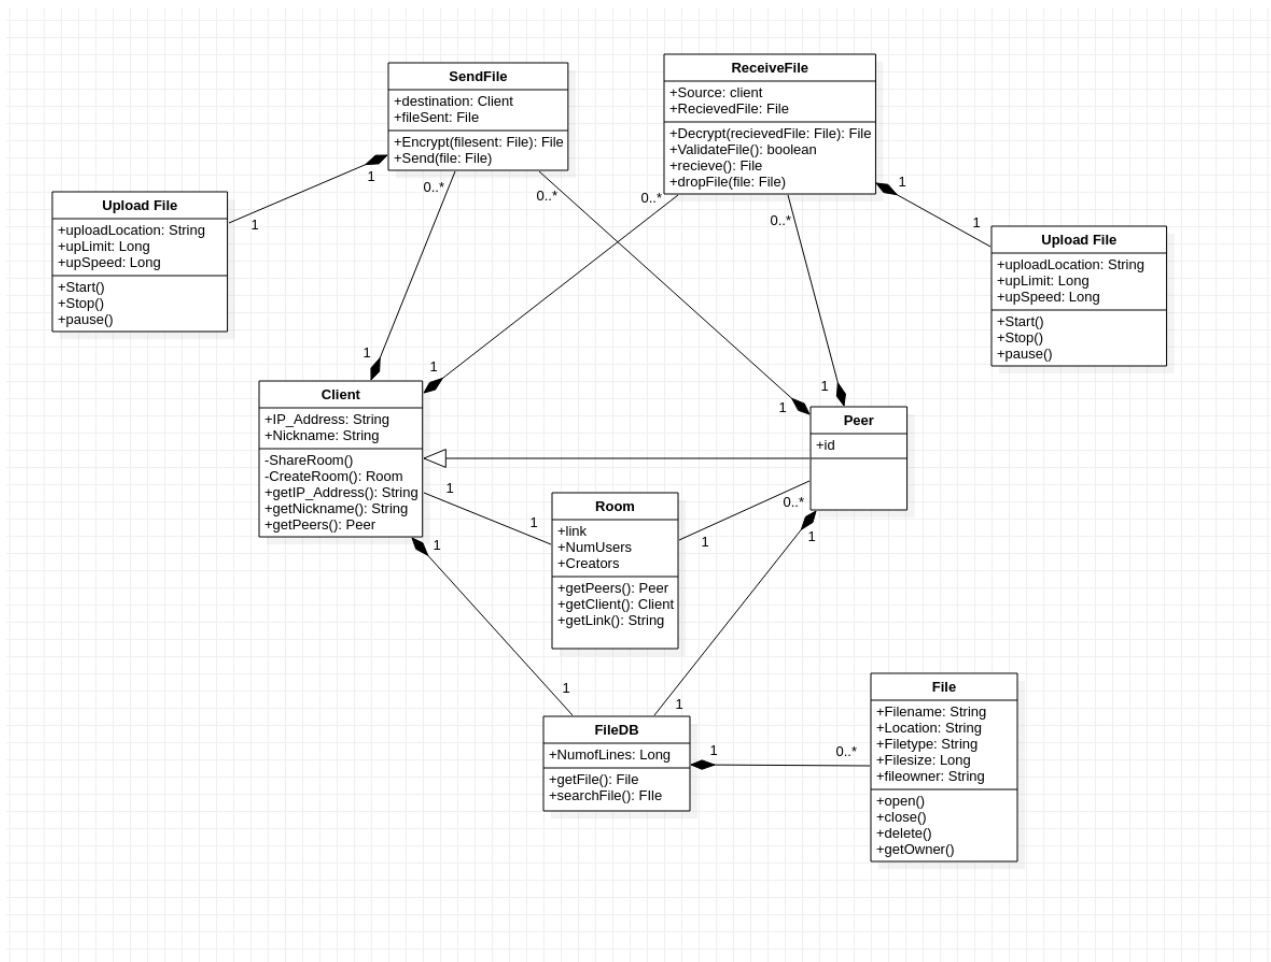 SendFile
+destination: Client
+fileSent: File
+Encrypt(filesent: File): File
+Send(file: File)
ReceiveFile
+Source: client
+RecievedFile: File
+Decrypt(recievedFile: File): File
+ValidateFile(): boolean
+recieve(): File
+dropFile(file: File)
1
0..*
0..*
0..*
0..*
1
1
1
Upload File
+uploadLocation: String
+upLimit: Long
+upSpeed: Long
+Start()
+Stop()
+pause()
Upload File
+uploadLocation: String
+upLimit: Long
+upSpeed: Long
+Start()
+Stop()
+pause()
1
1
1
1
Client
+IP_Address: String
+Nickname: String
-ShareRoom()
-CreateRoom(): Room
+getIP_Address(): String
+getNickname(): String
+getPeers(): Peer
Peer
+id
1
1
0..*
1
Room
+link
+NumUsers
+Creators
+getPeers(): Peer
+getClient(): Client
+getLink(): String
1
1
1
1
FileDB
+NumofLines: Long
+getFile(): File
+searchFile(): FIle
1
0..*
File
+Filename: String
+Location: String
+Filetype: String
+Filesize: Long
+fileowner: String
+open()
+close()
+delete()
+getOwner()